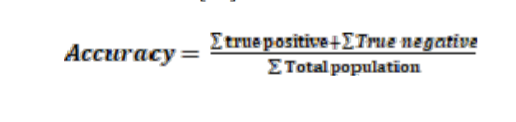 Accuracy = ∑ true positive+∑ True negative
∑ Total population